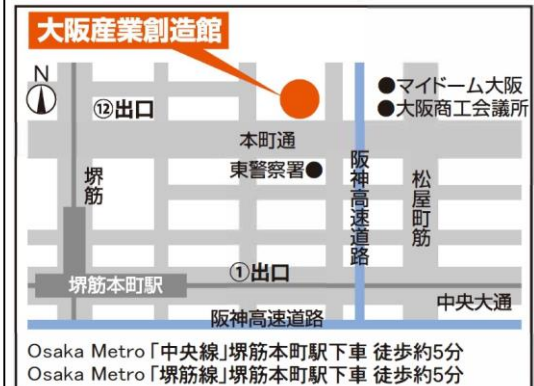 大阪産業創造館
N
⑫出口
●マイドーム大阪
●大阪商工会議所
本町通
東警察署●
堺筋
阪神高速道路
松屋町筋
①出口
堺筋本町駅
中央大通
阪神高速道路
Osaka Metro「中央線」堺筋本町駅下車 徒歩約5分
Osaka Metro「堺筋線」堺筋本町駅下車 徒歩約5分